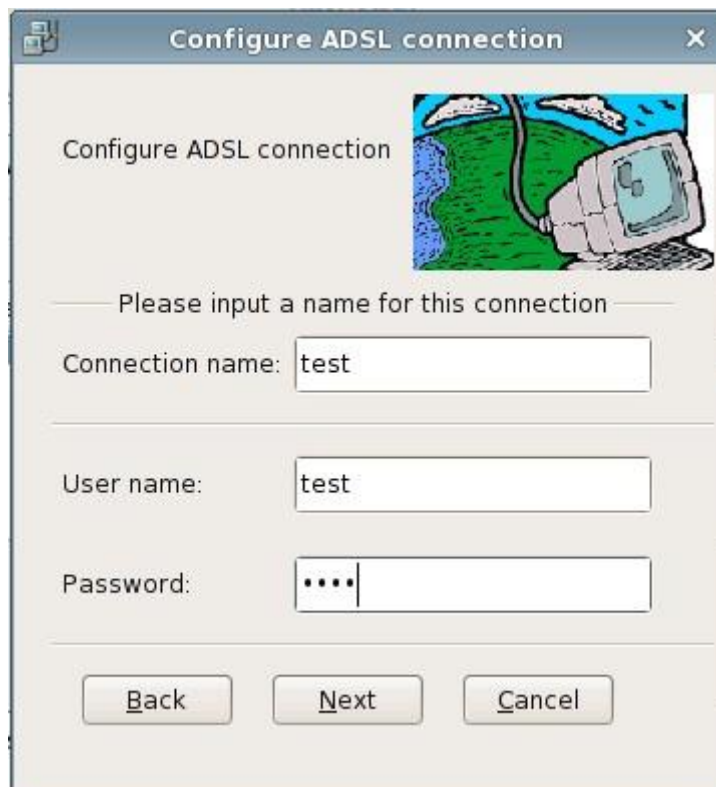 Configure ADSL connection
Configure ADSL connection
Please input a name for this connection
Connection name: test
User name: test
Password: ••••
Back Next Cancel